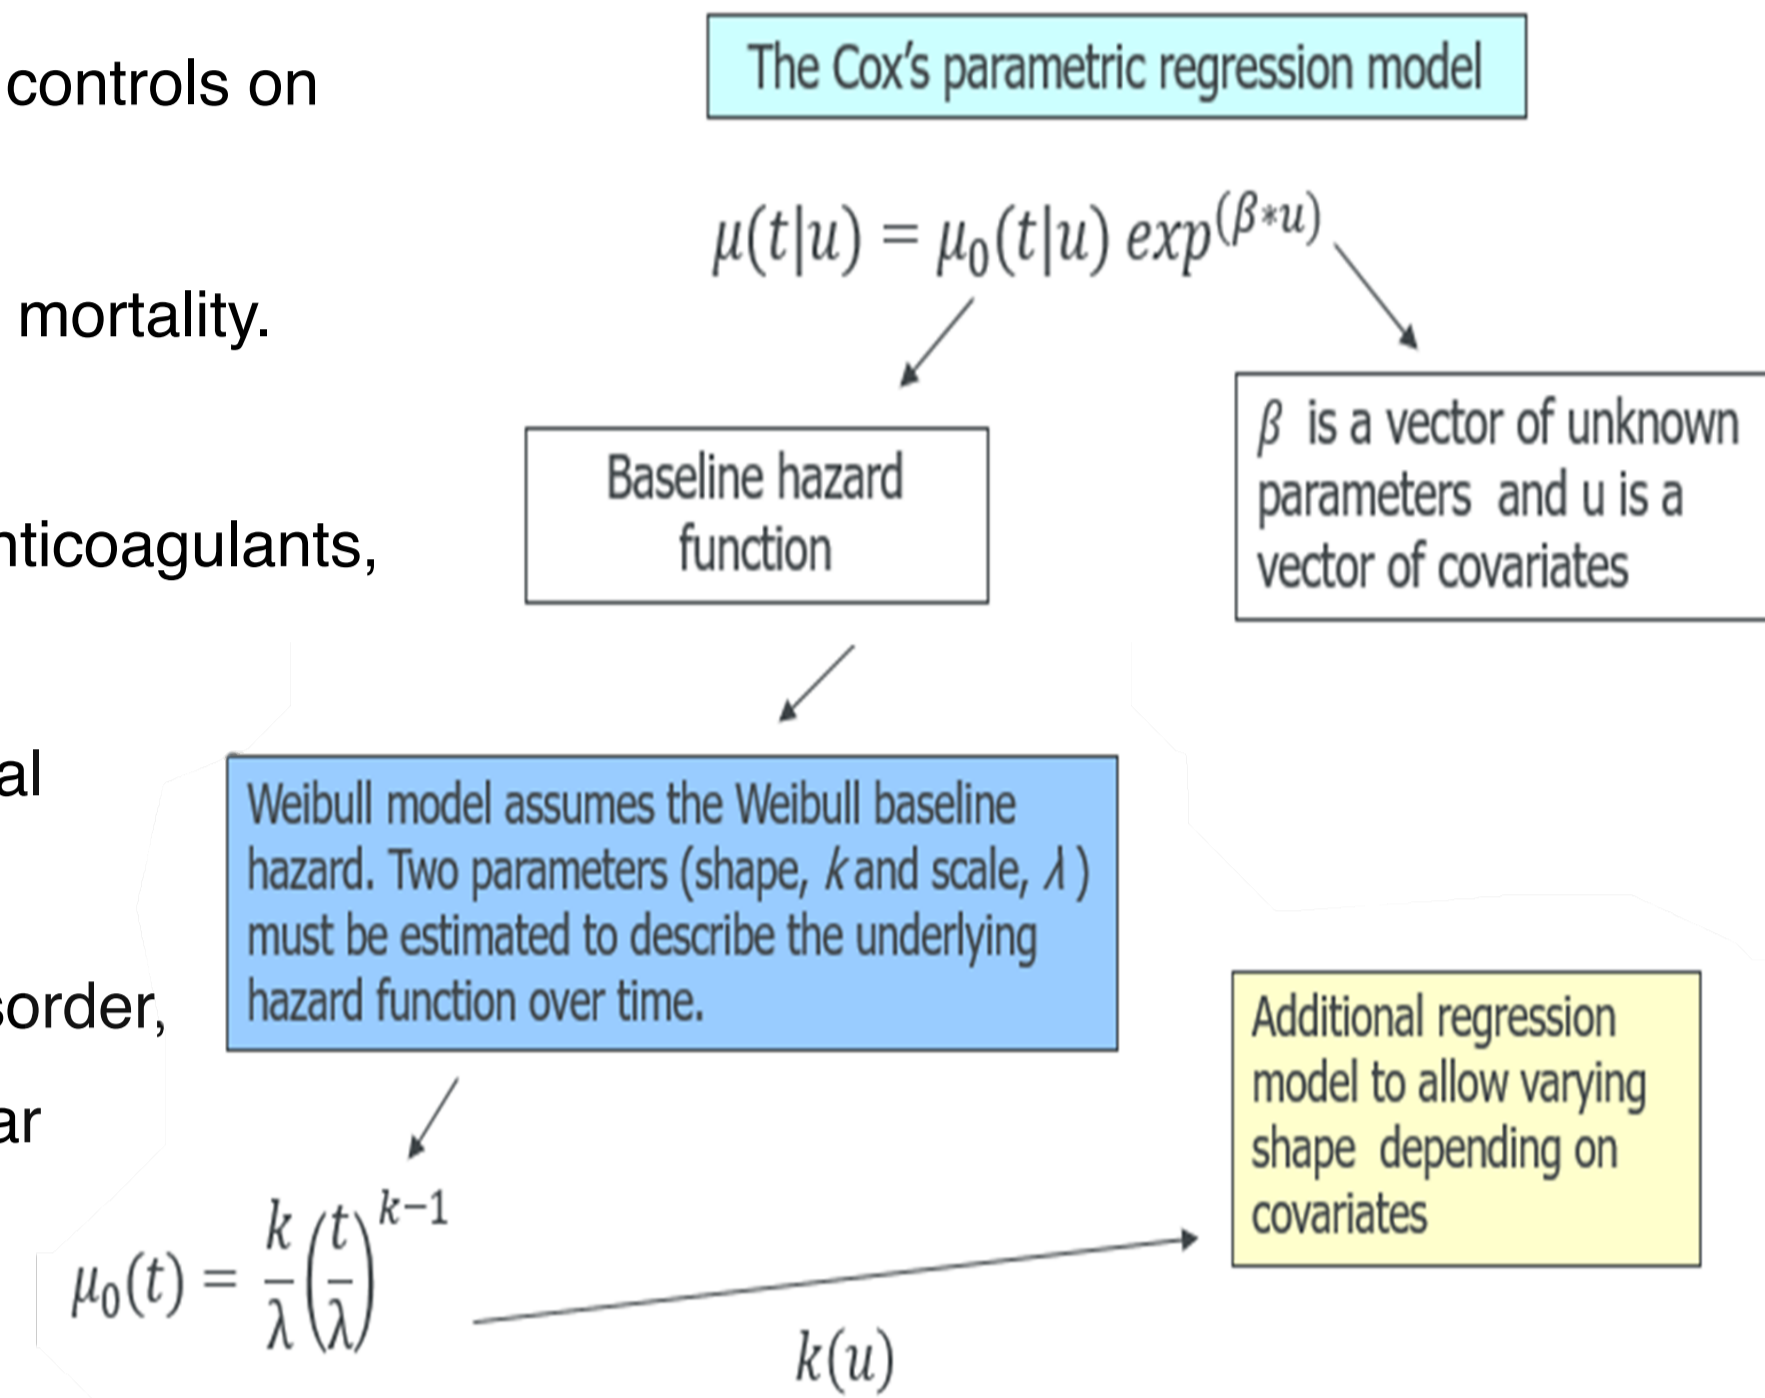 controls on
mortality.
nticoagulants,
al
sorder,
ar
The Cox's parametric regression model
μ(t|u) = μ₀(t|u) exp^(β*u)
Baseline hazard
function
β is a vector of unknown
parameters and u is a
vector of covariates
Weibull model assumes the Weibull baseline
hazard. Two parameters (shape, k and scale, λ )
must be estimated to describe the underlying
hazard function over time.
μ₀(t) = k/λ (t/λ)^(k−1)
k(u)
Additional regression
model to allow varying
shape depending on
covariates